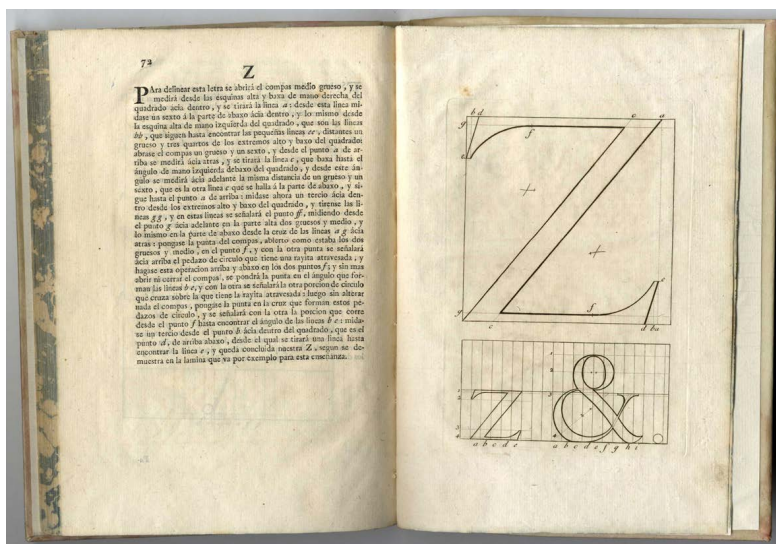 72
Z
PAra delinear esta letra se abrirá el compas medio grueso, y se
medirá desde las esquinas alta y baxa de mano derecha del
quadrado ácia dentro, y se tirará la linea a: desde esta linea mi-
dase un sexto á la parte de abaxo ácia dentro, y lo mismo desde
la esquina alta de mano izquierda del quadrado, que son las lineas
bb, que siguen hasta encontrar las pequeñas lineas ee, distantes un
grueso y tres quartos de los extremos alto y baxo del quadrado:
abrase el compas un grueso y un sexto, y desde el punto a de ar-
riba se medirá ácia atras, y se tirará la linea c, que baxa hasta el
ángulo de mano izquierda debaxo del quadrado, y desde este án-
gulo se medirá ácia adelante la misma distancia de un grueso y un
sexto, que es la otra linea c que se halla á la parte de abaxo, y si-
gue hasta el punto a de arriba: midase ahora un tercio ácia den-
tro desde los extremos alto y baxo del quadrado, y tirense las li-
neas gg, y en estas lineas se señalará el punto ff, midiendo desde
el punto g ácia adelante en la parte alta dos gruesos y medio, y
lo mismo en la parte de abaxo desde la cruz de las lineas a g ácia
atras: pongase la punta del compas, abierto como estaba los dos
gruesos y medio, en el punto f, y con la otra punta se señalará
ácia arriba el pedazo de circulo que tiene una rayita atravesada, y
hagase esta operacion arriba y abaxo en los dos puntos f; y sin mas
abrir ni cerrar el compas, se pondrá la punta en el ángulo que for-
man las lineas b e, y con la otra se señalará otra porcion de circulo
que cruza sobre la que tiene la rayita atravesada: luego sin alterar
nada el compas, pongase la punta en la cruz que forman estos pe-
dazos de circulo, y se señalará con la otra la porcion que corre
desde el punto f hasta encontrar el ángulo de las lineas b e: mida-
se un tercio desde el punto b ácia dentro del quadrado, que es el
punto d, de arriba abaxo, desde el qual se tirará una linea hasta
encontrar la linea e, y queda concluida nuestra Z, segun se de-
muestra en la lamina que va por exemplo para esta enseñanza.
b d c a
g f
e
e
f
g c d b a
1
2
1 3
2
3
4 4
a b c d e a b c d e f g h i